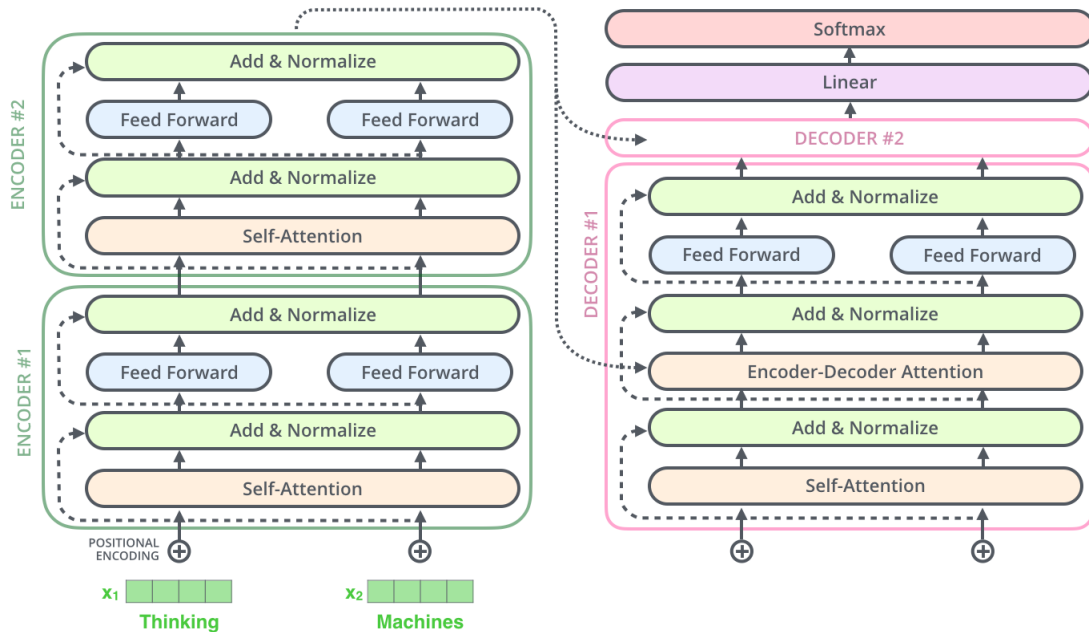 ENCODER #2
Add & Normalize
Feed Forward
Feed Forward
Add & Normalize
Self-Attention
ENCODER #1
Add & Normalize
Feed Forward
Feed Forward
Add & Normalize
Self-Attention
POSITIONAL
ENCODING
x1
x2
Thinking
Machines
Softmax
Linear
DECODER #2
DECODER #1
Add & Normalize
Feed Forward
Feed Forward
Add & Normalize
Encoder-Decoder Attention
Add & Normalize
Self-Attention